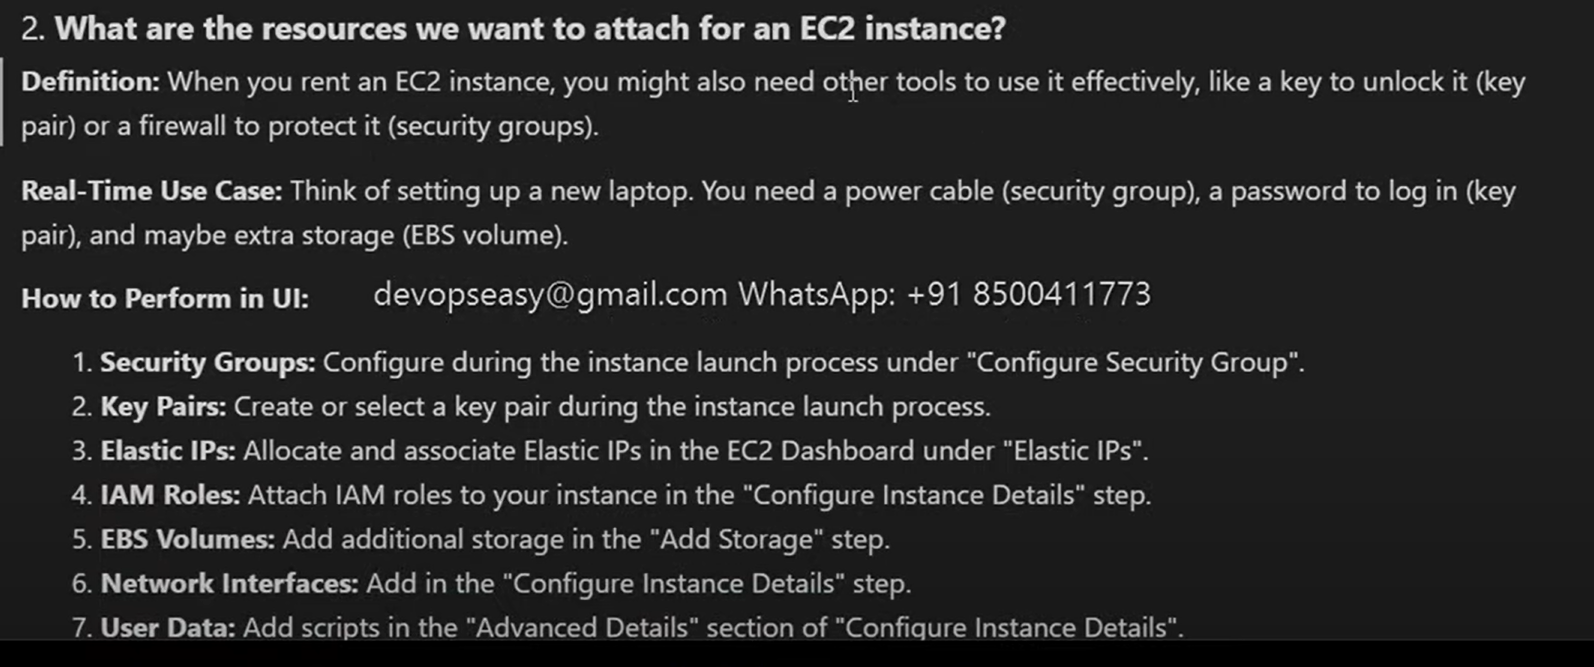 2. What are the resources we want to attach for an EC2 instance?
Definition: When you rent an EC2 instance, you might also need other tools to use it effectively, like a key to unlock it (key
pair) or a firewall to protect it (security groups).
Real-Time Use Case: Think of setting up a new laptop. You need a power cable (security group), a password to log in (key
pair), and maybe extra storage (EBS volume).
How to Perform in UI: devopseasy@gmail.com WhatsApp: +91 8500411773
1. Security Groups: Configure during the instance launch process under "Configure Security Group".
2. Key Pairs: Create or select a key pair during the instance launch process.
3. Elastic IPs: Allocate and associate Elastic IPs in the EC2 Dashboard under "Elastic IPs".
4. IAM Roles: Attach IAM roles to your instance in the "Configure Instance Details" step.
5. EBS Volumes: Add additional storage in the "Add Storage" step.
6. Network Interfaces: Add in the "Configure Instance Details" step.
7. User Data: Add scripts in the "Advanced Details" section of "Configure Instance Details".